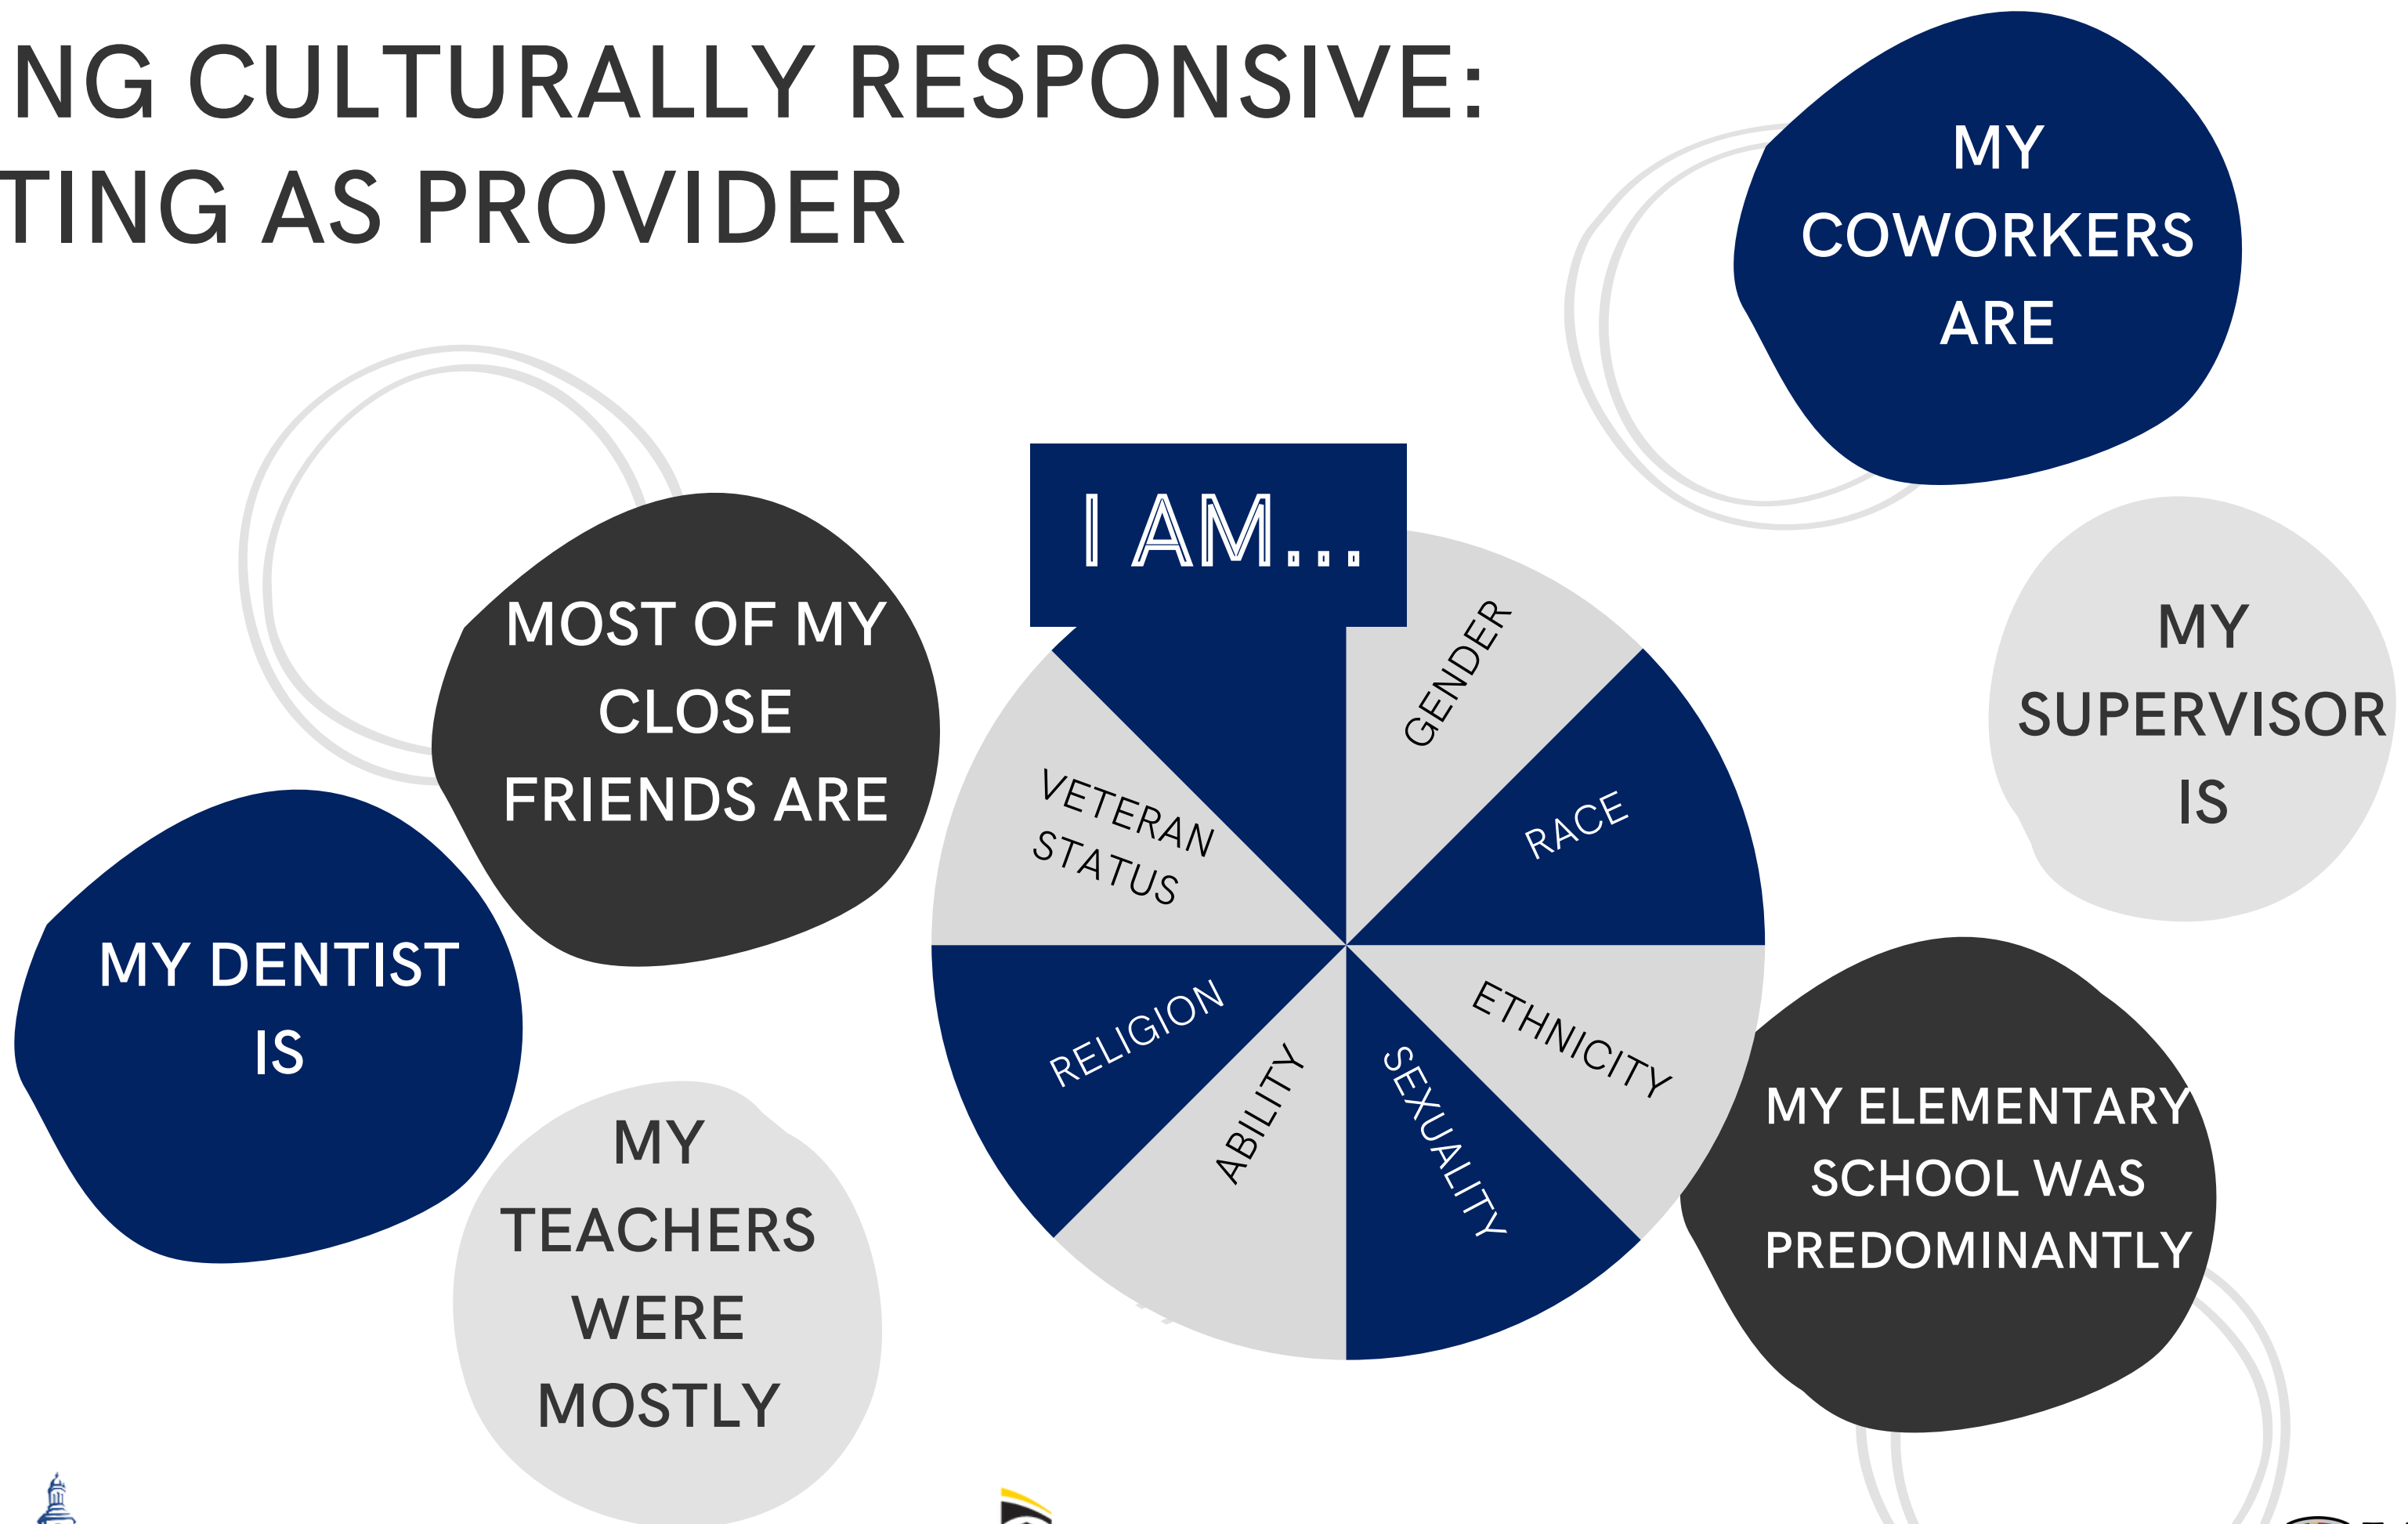 NG CULTURALLY RESPONSIVE:
TING AS PROVIDER
MY
COWORKERS
ARE
I AM...
MOST OF MY
CLOSE
FRIENDS ARE
MY
SUPERVISOR
IS
GENDER
RACE
VETERAN
STATUS
MY DENTIST
IS
RELIGION
ETHNICITY
ABILITY
SEXUALITY
MY ELEMENTARY
SCHOOL WAS
PREDOMINANTLY
MY
TEACHERS
WERE
MOSTLY